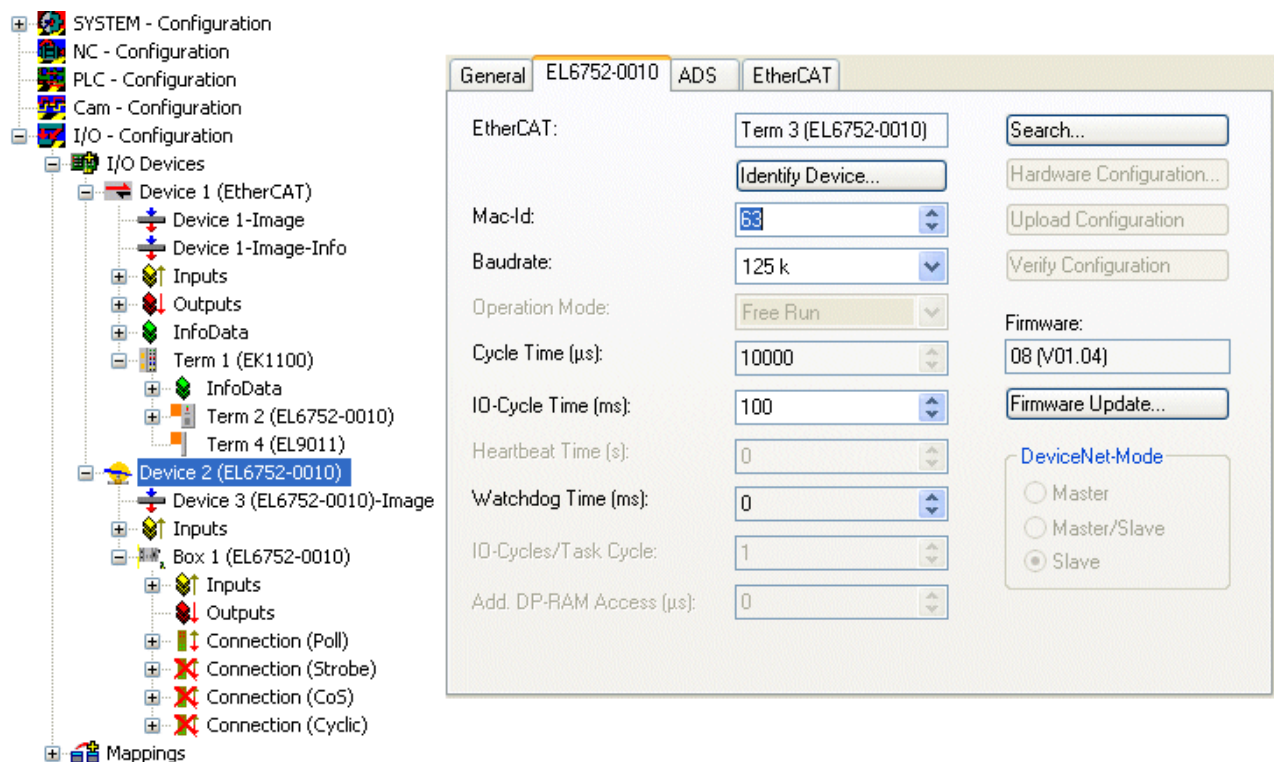 SYSTEM - Configuration
NC - Configuration
PLC - Configuration
Cam - Configuration
I/O - Configuration
I/O Devices
Device 1 (EtherCAT)
Device 1-Image
Device 1-Image-Info
Inputs
Outputs
InfoData
Term 1 (EK1100)
InfoData
Term 2 (EL6752-0010)
Term 4 (EL9011)
Device 2 (EL6752-0010)
Device 3 (EL6752-0010)-Image
Inputs
Box 1 (EL6752-0010)
Inputs
Outputs
Connection (Poll)
Connection (Strobe)
Connection (CoS)
Connection (Cyclic)
Mappings
General EL6752-0010 ADS EtherCAT
EtherCAT: Term 3 (EL6752-0010) Search...
Identify Device... Hardware Configuration...
Mac-Id: 63 Upload Configuration
Baudrate: 125 k Verify Configuration
Operation Mode: Free Run
Firmware:
Cycle Time (µs): 10000 08 (V01.04)
IO-Cycle Time (ms): 100 Firmware Update...
Heartbeat Time (s): 0 DeviceNet-Mode
Watchdog Time (ms): 0 Master
Master/Slave
IO-Cycles/Task Cycle: 1 Slave
Add. DP-RAM Access (µs): 0